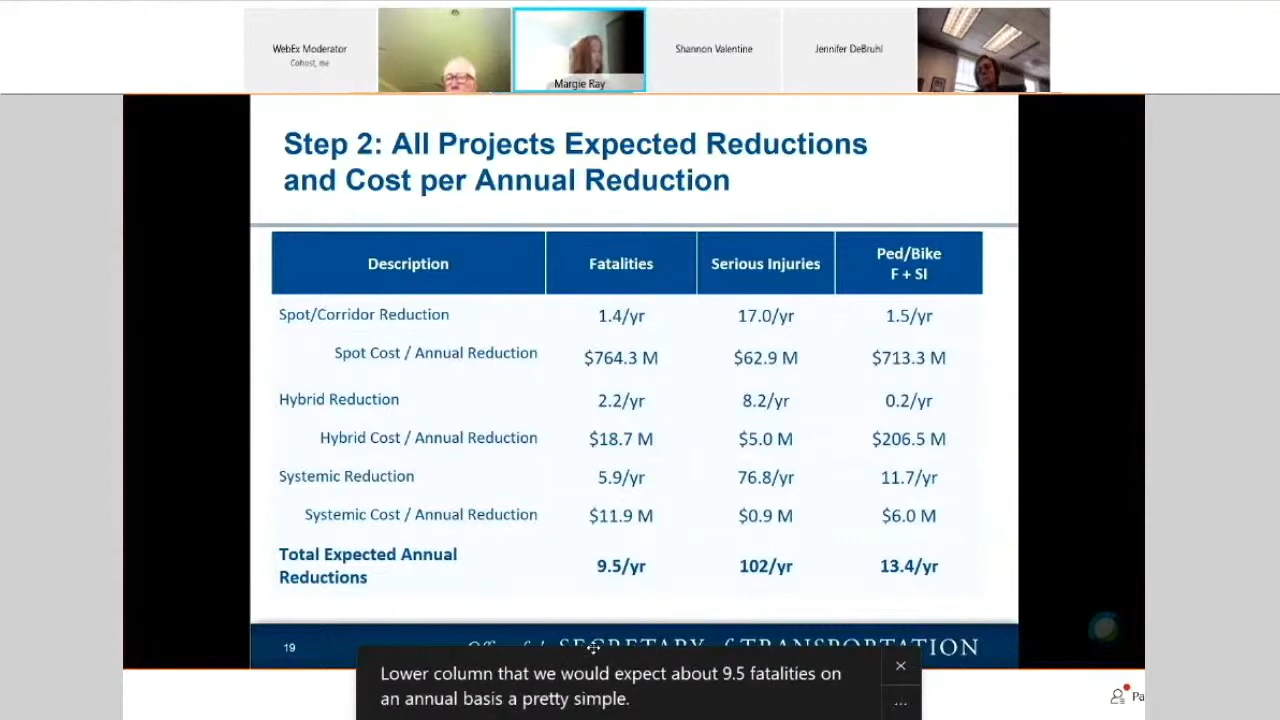 WebEx Moderator
Cohost, me
Margie Ray
Shannon Valentine
Jennifer DeBruhl
Step 2: All Projects Expected Reductions
and Cost per Annual Reduction
Description Fatalities Serious Injuries Ped/Bike
F + SI
Spot/Corridor Reduction 1.4/yr 17.0/yr 1.5/yr
Spot Cost / Annual Reduction $764.3 M $62.9 M $713.3 M
Hybrid Reduction 2.2/yr 8.2/yr 0.2/yr
Hybrid Cost / Annual Reduction $18.7 M $5.0 M $206.5 M
Systemic Reduction 5.9/yr 76.8/yr 11.7/yr
Systemic Cost / Annual Reduction $11.9 M $0.9 M $6.0 M
Total Expected Annual
Reductions 9.5/yr 102/yr 13.4/yr
19
SECRETARY of TRANSPORTATION
Lower column that we would expect about 9.5 fatalities on
an annual basis a pretty simple.
Pa